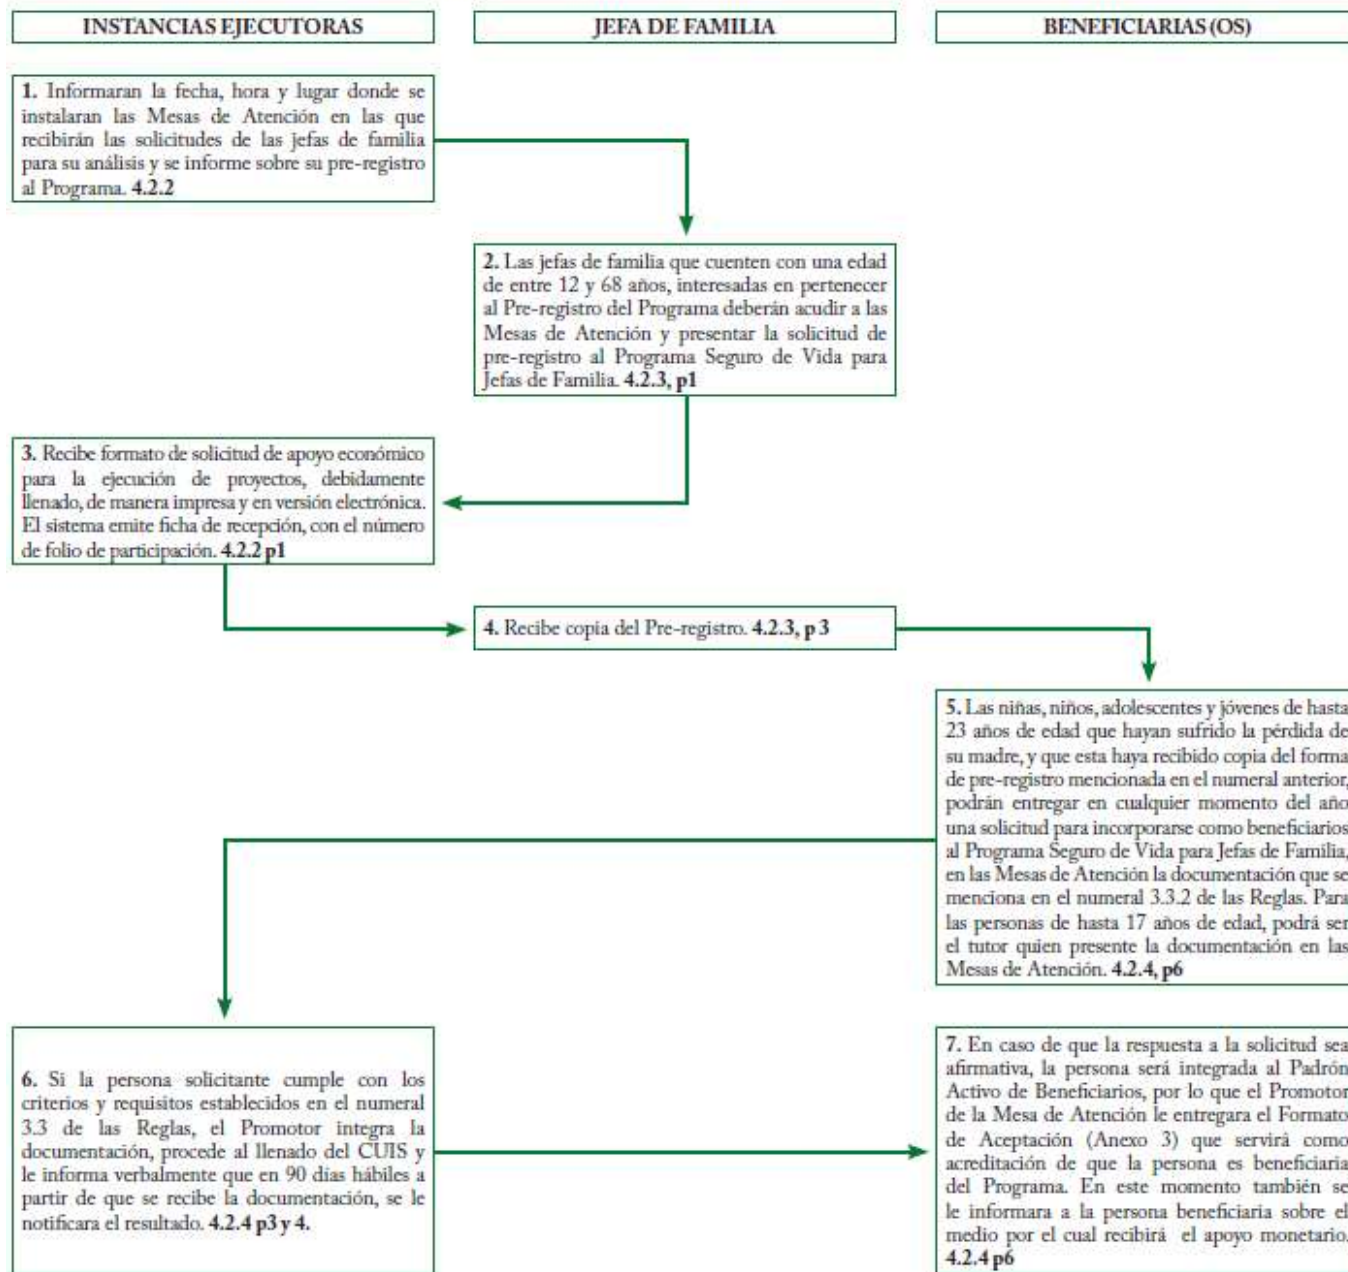 INSTANCIAS EJECUTORAS
JEFA DE FAMILIA
BENEFICIARIAS (OS)
1. Informaran la fecha, hora y lugar donde se
instalaran las Mesas de Atención en las que
recibirán las solicitudes de las jefas de familia
para su análisis y se informe sobre su pre-registro
al Programa. 4.2.2
2. Las jefas de familia que cuenten con una edad
de entre 12 y 68 años, interesadas en pertenecer
al Pre-registro del Programa deberán acudir a las
Mesas de Atención y presentar la solicitud de
pre-registro al Programa Seguro de Vida para
Jefas de Familia. 4.2.3, p1
3. Recibe formato de solicitud de apoyo económico
para la ejecución de proyectos, debidamente
llenado, de manera impresa y en versión electrónica.
El sistema emite ficha de recepción, con el número
de folio de participación. 4.2.2 p1
4. Recibe copia del Pre-registro. 4.2.3, p 3
5. Las niñas, niños, adolescentes y jóvenes de hasta
23 años de edad que hayan sufrido la pérdida de
su madre, y que esta haya recibido copia del forma
de pre-registro mencionada en el numeral anterior,
podrán entregar en cualquier momento del año
una solicitud para incorporarse como beneficiarios
al Programa Seguro de Vida para Jefas de Familia,
en las Mesas de Atención la documentación que se
menciona en el numeral 3.3.2 de las Reglas. Para
las personas de hasta 17 años de edad, podrá ser
el tutor quien presente la documentación en las
Mesas de Atención. 4.2.4, p6
6. Si la persona solicitante cumple con los
criterios y requisitos establecidos en el numeral
3.3 de las Reglas, el Promotor integra la
documentación, procede al llenado del CUIS y
le informa verbalmente que en 90 días hábiles a
partir de que se recibe la documentación, se le
notificara el resultado. 4.2.4 p3 y 4.
7. En caso de que la respuesta a la solicitud sea
afirmativa, la persona será integrada al Padrón
Activo de Beneficiarios, por lo que el Promotor
de la Mesa de Atención le entregara el Formato
de Aceptación (Anexo 3) que servirá como
acreditación de que la persona es beneficiaria
del Programa. En este momento también se
le informara a la persona beneficiaria sobre el
medio por el cual recibirá el apoyo monetario.
4.2.4 p6